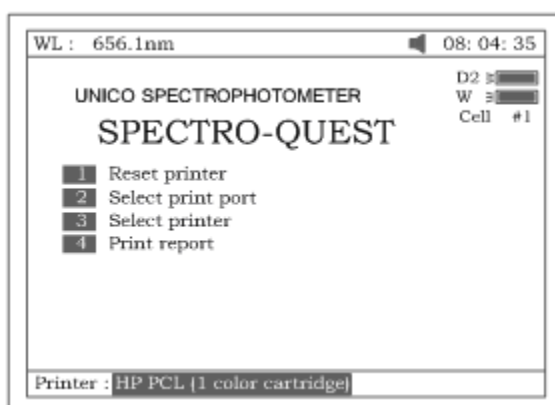 WL : 656.1nm 08: 04: 35
D2
UNICO SPECTROPHOTOMETER W
Cell #1
SPECTRO-QUEST
1 Reset printer
2 Select print port
3 Select printer
4 Print report
Printer : HP PCL (1 color cartridge)